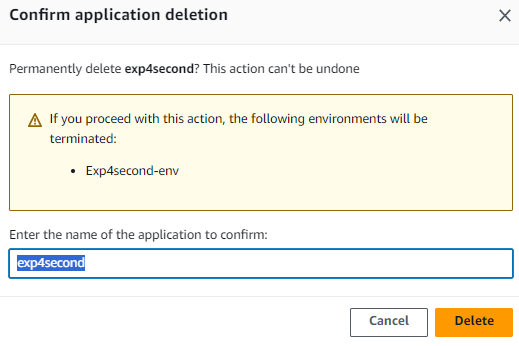 Confirm application deletion
Permanently delete exp4second? This action can't be undone
If you proceed with this action, the following environments will be
terminated:
• Exp4second-env
Enter the name of the application to confirm:
exp4second
Cancel
Delete